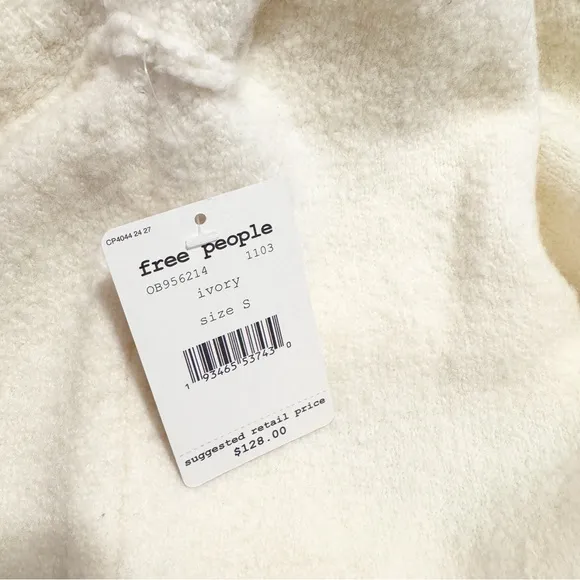 CP4044 24 27
free people
OB956214 1103
ivory
size S
1 93465 53743 0
suggested retail price
$128.00